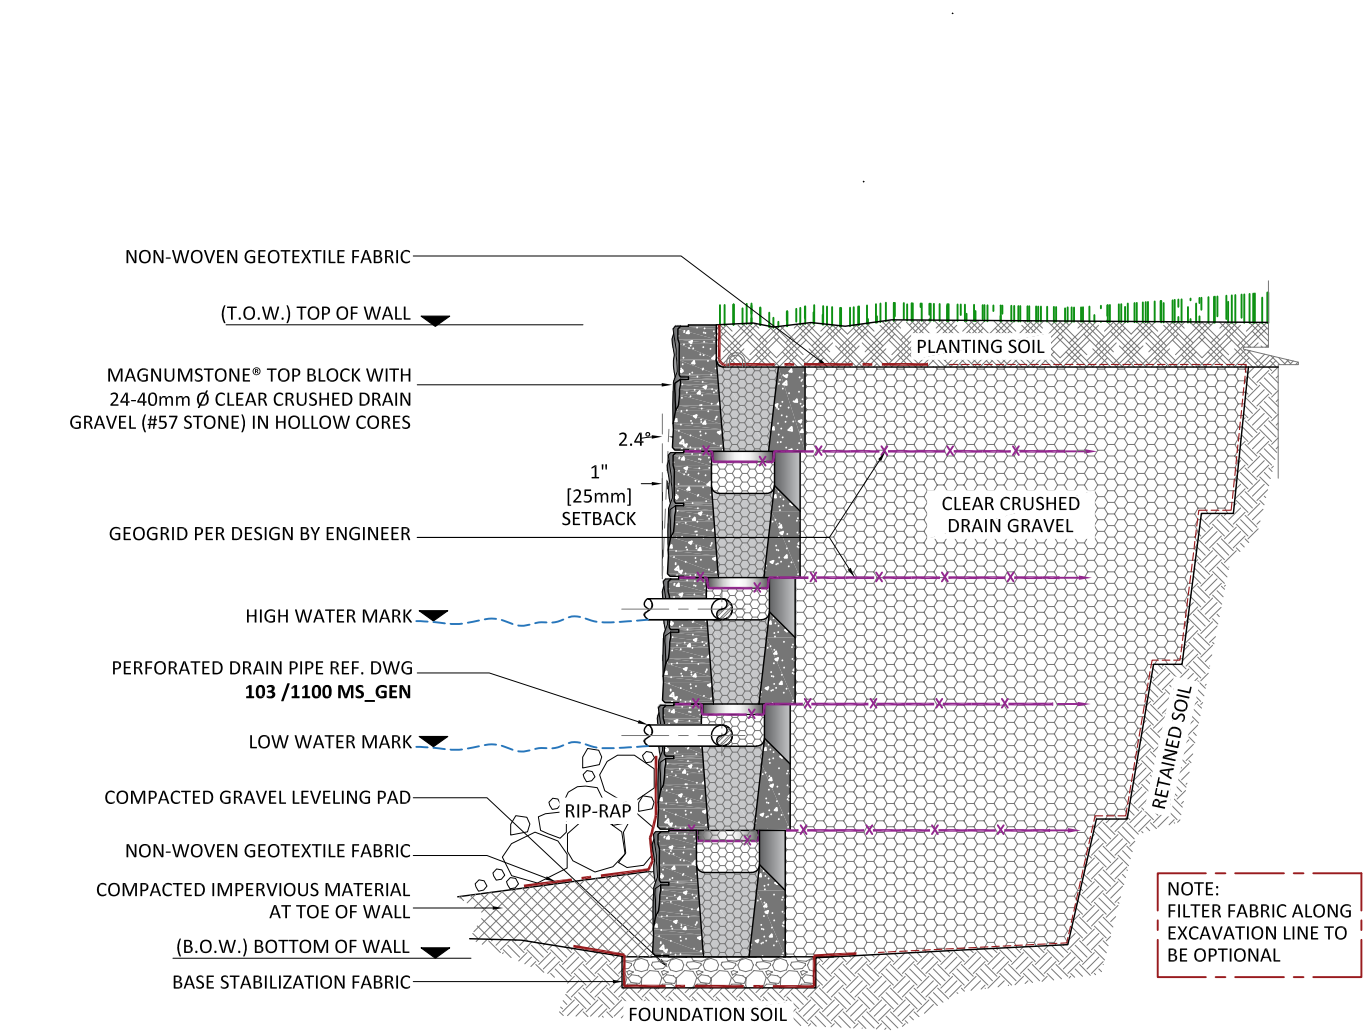 NON-WOVEN GEOTEXTILE FABRIC
(T.O.W.) TOP OF WALL
PLANTING SOIL
MAGNUMSTONE® TOP BLOCK WITH
24-40mm Ø CLEAR CRUSHED DRAIN
GRAVEL (#57 STONE) IN HOLLOW CORES
2.4°
1"
[25mm]
SETBACK
CLEAR CRUSHED
DRAIN GRAVEL
GEOGRID PER DESIGN BY ENGINEER
HIGH WATER MARK
PERFORATED DRAIN PIPE REF. DWG
103 /1100 MS_GEN
LOW WATER MARK
RETAINED SOIL
COMPACTED GRAVEL LEVELING PAD
RIP-RAP
NON-WOVEN GEOTEXTILE FABRIC
COMPACTED IMPERVIOUS MATERIAL
AT TOE OF WALL
(B.O.W.) BOTTOM OF WALL
BASE STABILIZATION FABRIC
FOUNDATION SOIL
NOTE:
FILTER FABRIC ALONG
EXCAVATION LINE TO
BE OPTIONAL